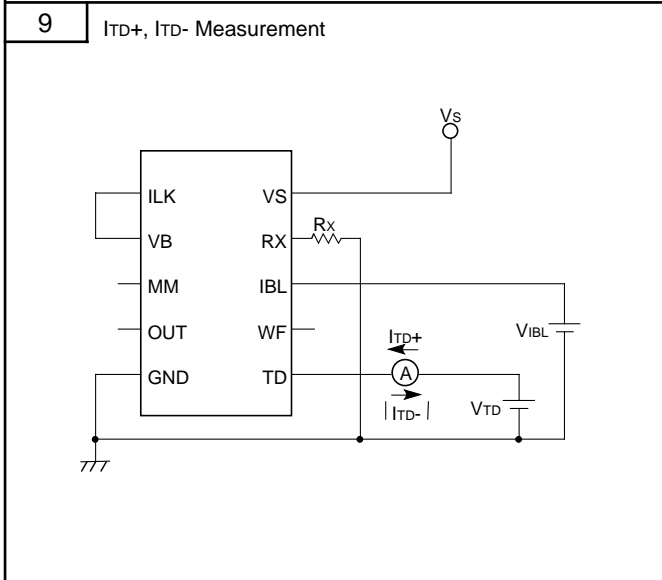 9 ITD+, ITD- Measurement
VS
ILK VS
VB RX RX
MM IBL
OUT WF VIBL
ITD+
GND TD A
|ITD-| VTD